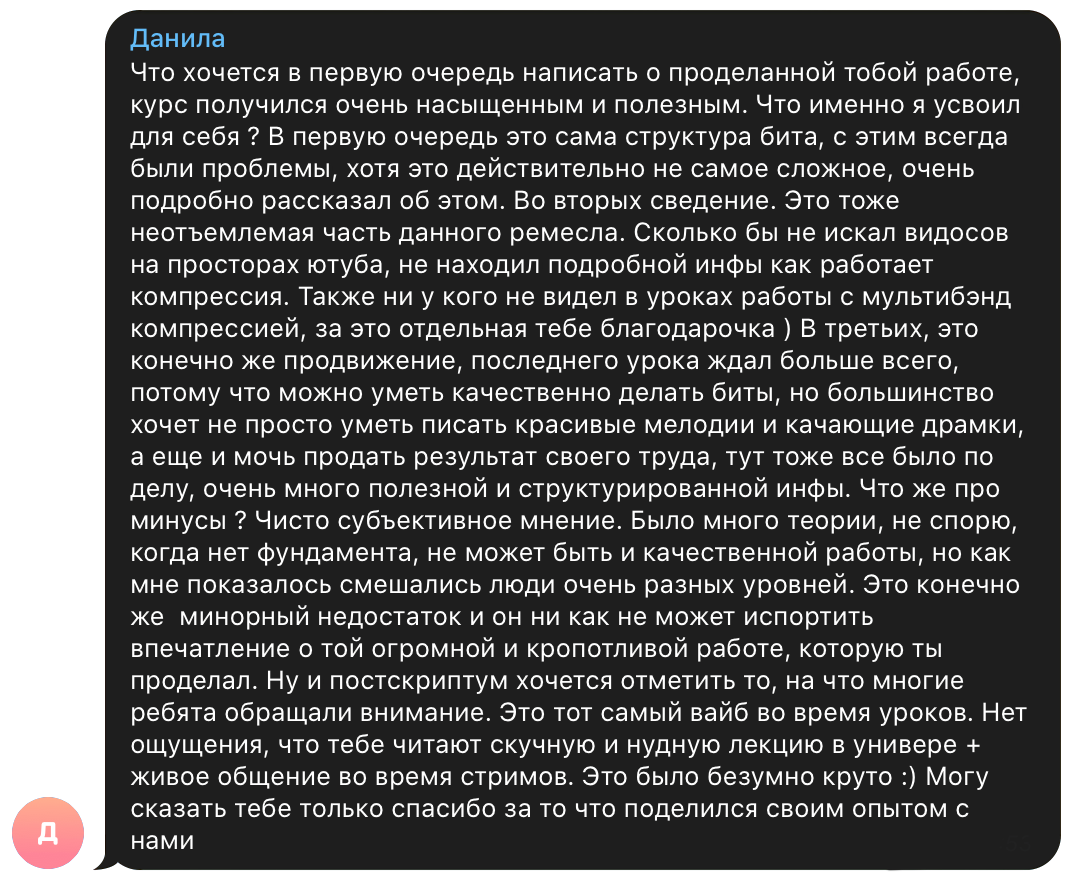 Данила
Что хочется в первую очередь написать о проделанной тобой работе,
курс получился очень насыщенным и полезным. Что именно я усвоил
для себя ? В первую очередь это сама структура бита, с этим всегда
были проблемы, хотя это действительно не самое сложное, очень
подробно рассказал об этом. Во вторых сведение. Это тоже
неотъемлемая часть данного ремесла. Сколько бы не искал видосов
на просторах ютуба, не находил подробной инфы как работает
компрессия. Также ни у кого не видел в уроках работы с мультибэнд
компрессией, за это отдельная тебе благодарочка ) В третьих, это
конечно же продвижение, последнего урока ждал больше всего,
потому что можно уметь качественно делать биты, но большинство
хочет не просто уметь писать красивые мелодии и качающие драмки,
а еще и мочь продать результат своего труда, тут тоже все было по
делу, очень много полезной и структурированной инфы. Что же про
минусы ? Чисто субъективное мнение. Было много теории, не спорю,
когда нет фундамента, не может быть и качественной работы, но как
мне показалось смешались люди очень разных уровней. Это конечно
же  минорный недостаток и он ни как не может испортить
впечатление о той огромной и кропотливой работе, которую ты
проделал. Ну и постскриптум хочется отметить то, на что многие
ребята обращали внимание. Это тот самый вайб во время уроков. Нет
ощущения, что тебе читают скучную и нудную лекцию в универе +
живое общение во время стримов. Это было безумно круто :) Могу
сказать тебе только спасибо за то что поделился своим опытом с
нами
Д